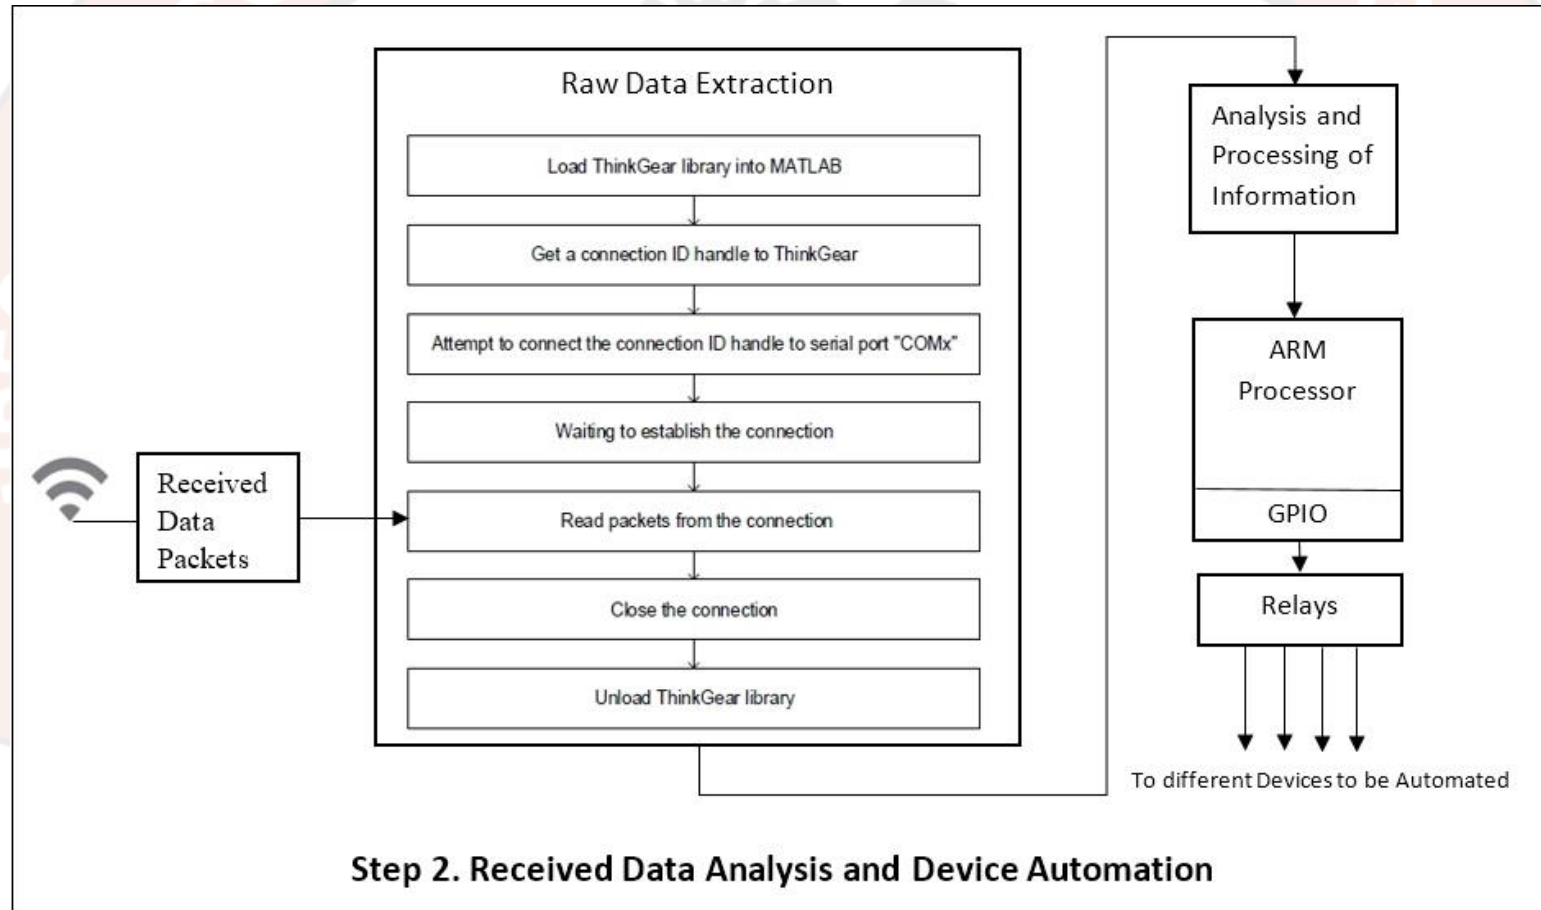 Raw Data Extraction
Load ThinkGear library into MATLAB
Get a connection ID handle to ThinkGear
Attempt to connect the connection ID handle to serial port "COMx"
Waiting to establish the connection
Read packets from the connection
Close the connection
Unload ThinkGear library
Received
Data
Packets
Analysis and
Processing of
Information
ARM
Processor
GPIO
Relays
To different Devices to be Automated
Step 2. Received Data Analysis and Device Automation